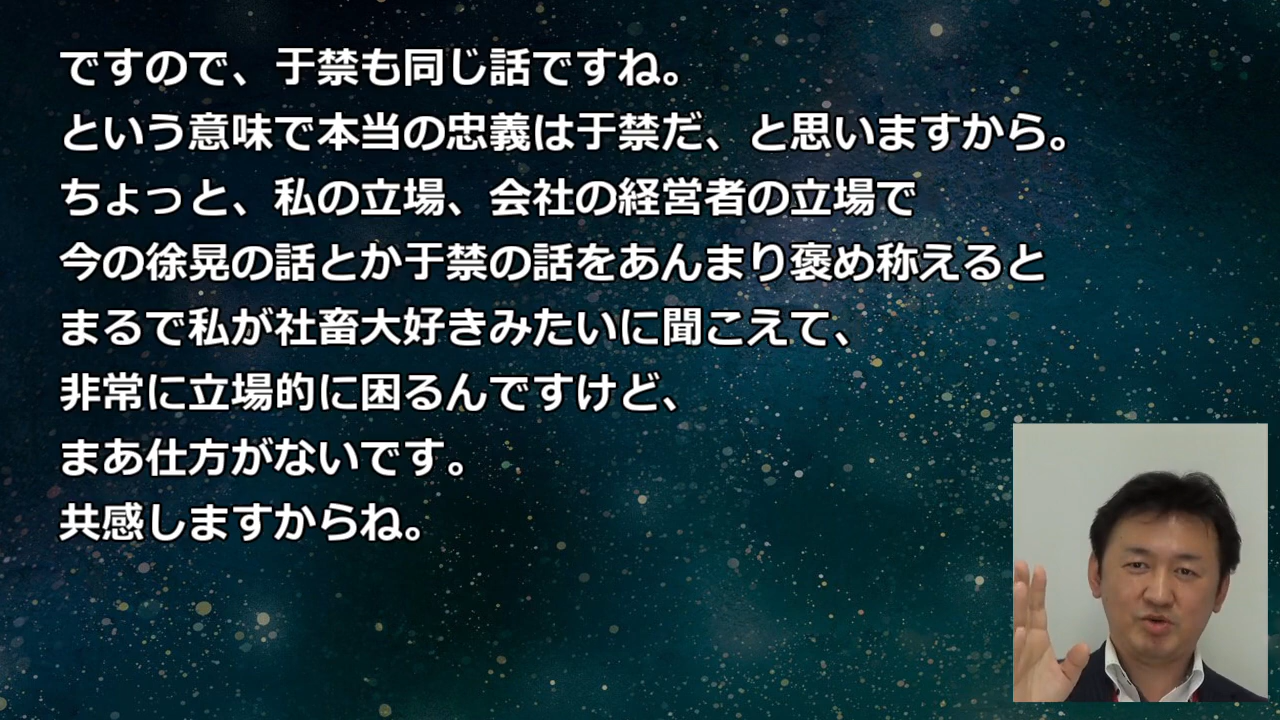 ですので、于禁も同じ話ですね。
という意味で本当の忠義は于禁だ、と思いますから。
ちょっと、私の立場、会社の経営者の立場で
今の徐晃の話とか于禁の話をあんまり褒め称えると
まるで私が社畜大好きみたいに聞こえて、
非常に立場的に困るんですけど、
まあ仕方がないです。
共感しますからね。